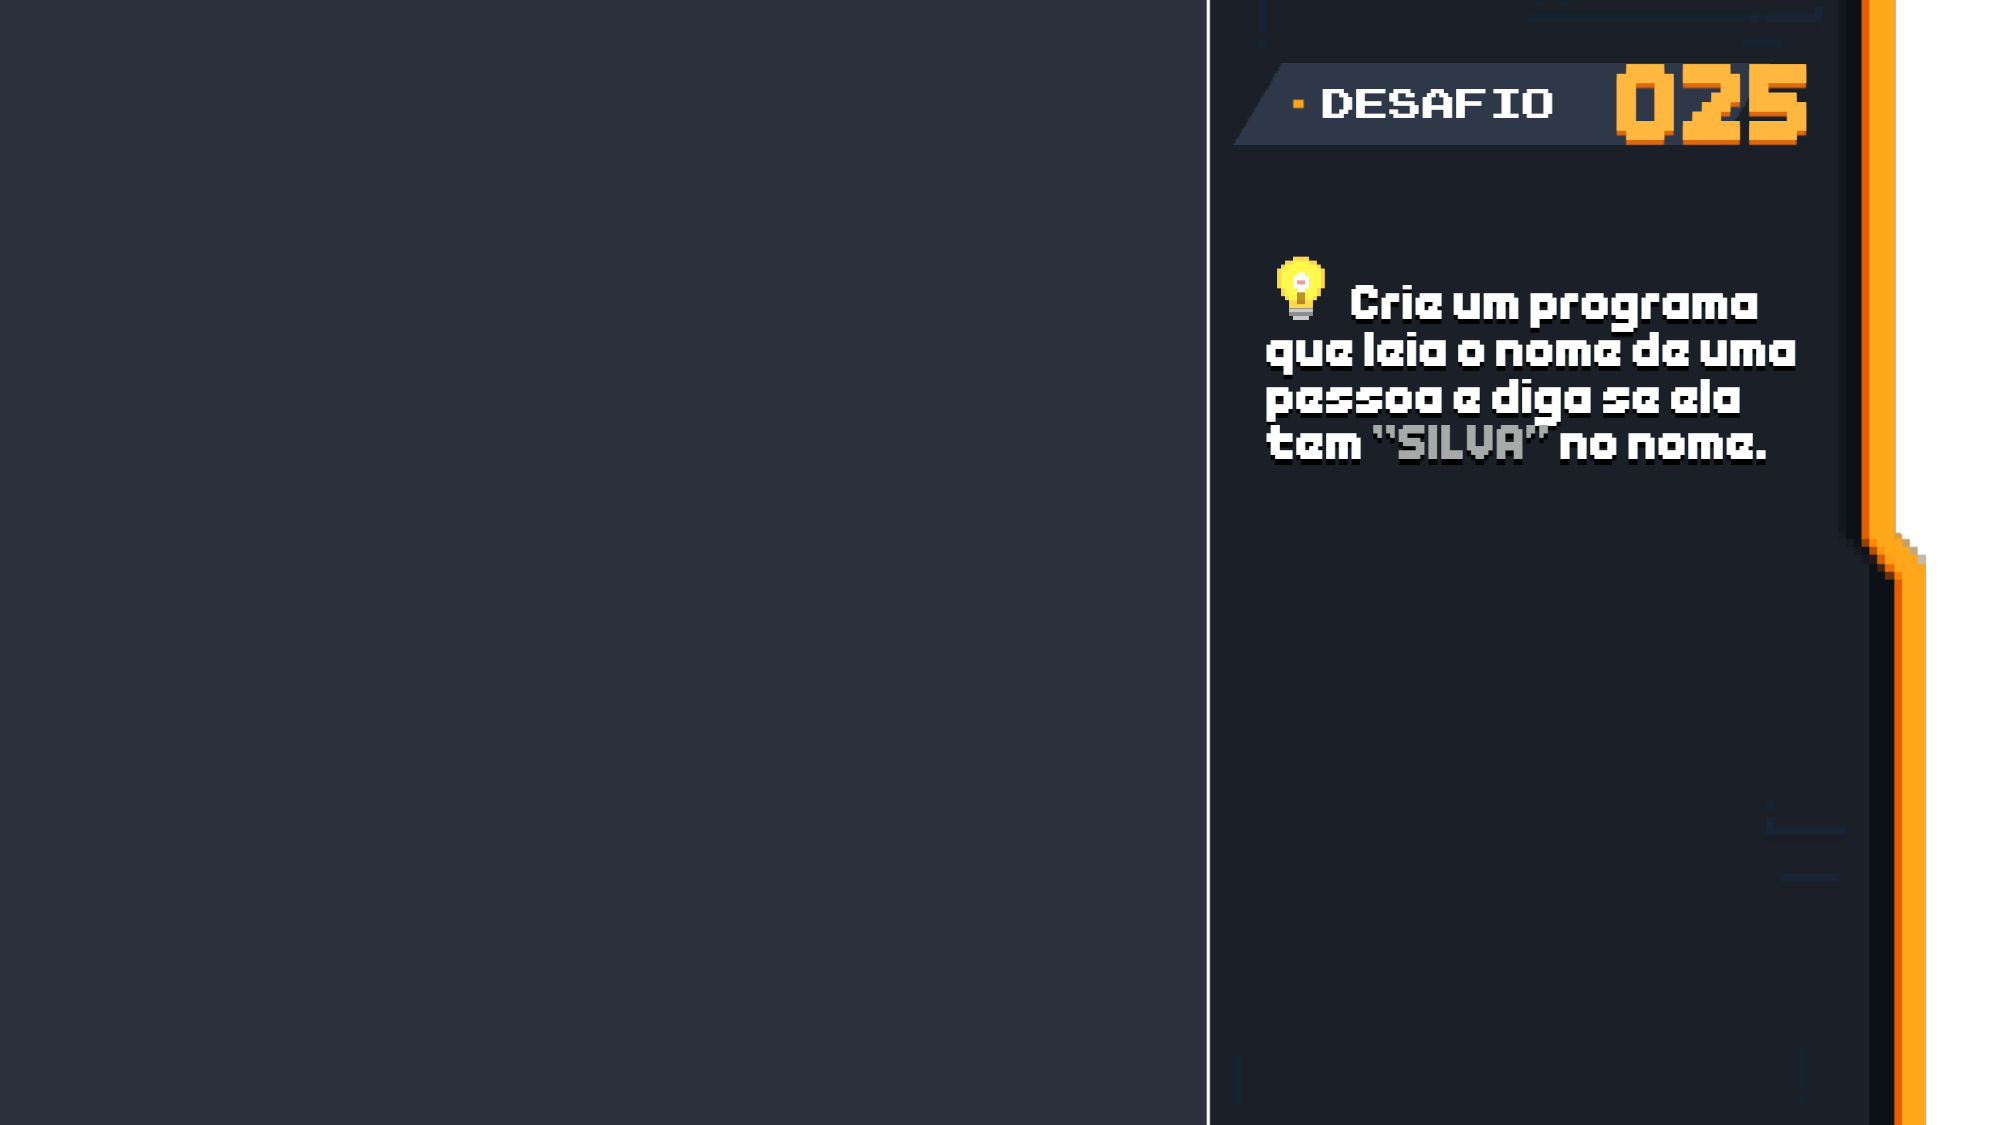 DESAFIO 025
Crie um programa
que leia o nome de uma
pessoa e diga se ela
tem "SILVA" no nome.